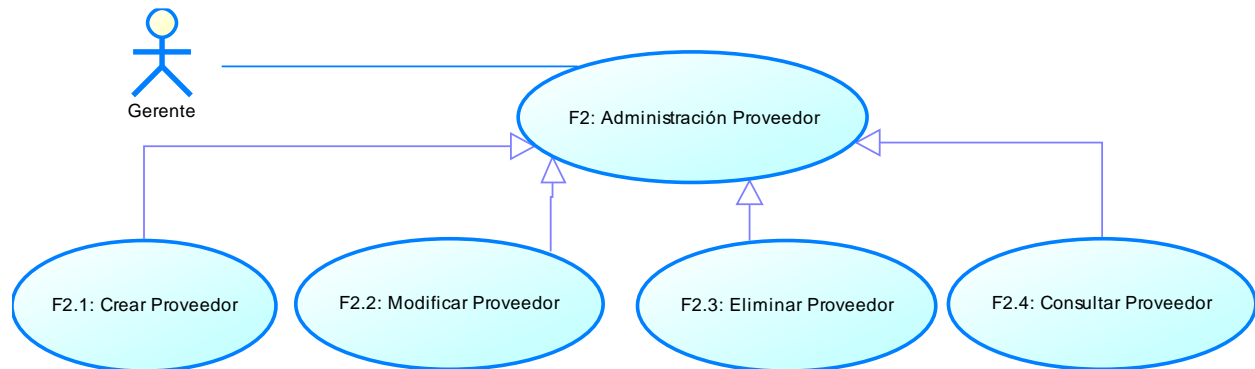 Gerente
F2: Administración Proveedor
F2.1: Crear Proveedor
F2.2: Modificar Proveedor
F2.3: Eliminar Proveedor
F2.4: Consultar Proveedor